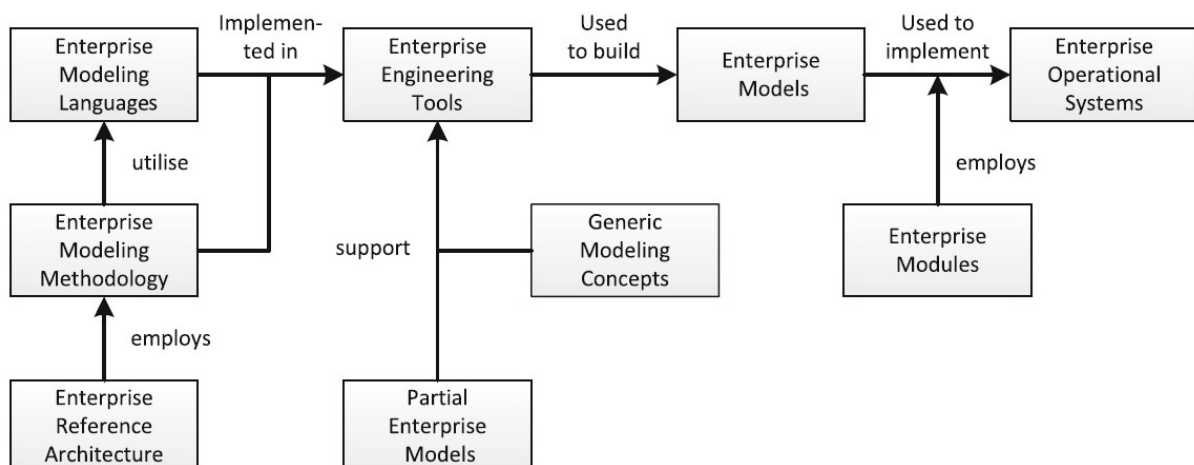 Enterprise
Modeling
Languages
Implemen-
ted in
Enterprise
Engineering
Tools
Used
to build
Enterprise
Models
Used to
implement
Enterprise
Operational
Systems
utilise
employs
Enterprise
Modeling
Methodology
support
Generic
Modeling
Concepts
Enterprise
Modules
employs
Enterprise
Reference
Architecture
Partial
Enterprise
Models